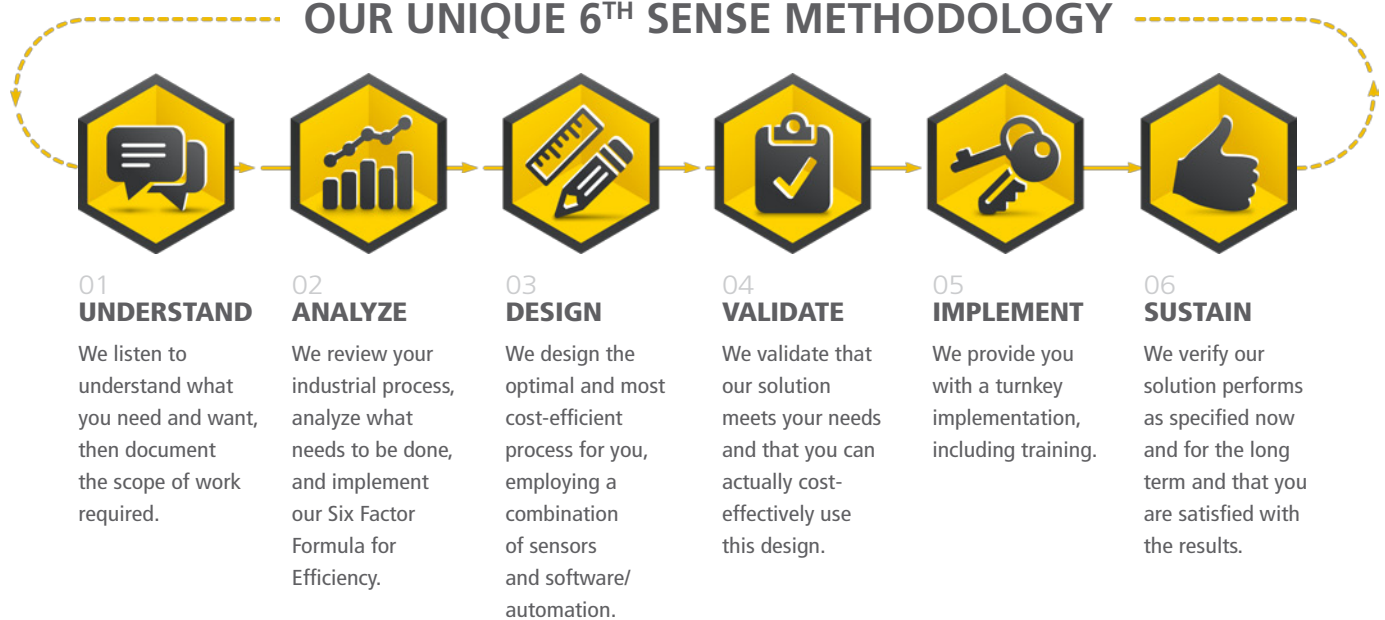 OUR UNIQUE 6TH SENSE METHODOLOGY
01
UNDERSTAND
We listen to
understand what
you need and want,
then document
the scope of work
required.
02
ANALYZE
We review your
industrial process,
analyze what
needs to be done,
and implement
our Six Factor
Formula for
Efficiency.
03
DESIGN
We design the
optimal and most
cost-efficient
process for you,
employing a
combination
of sensors
and software/
automation.
04
VALIDATE
We validate that
our solution
meets your needs
and that you can
actually cost-
effectively use
this design.
05
IMPLEMENT
We provide you
with a turnkey
implementation,
including training.
06
SUSTAIN
We verify our
solution performs
as specified now
and for the long
term and that you
are satisfied with
the results.